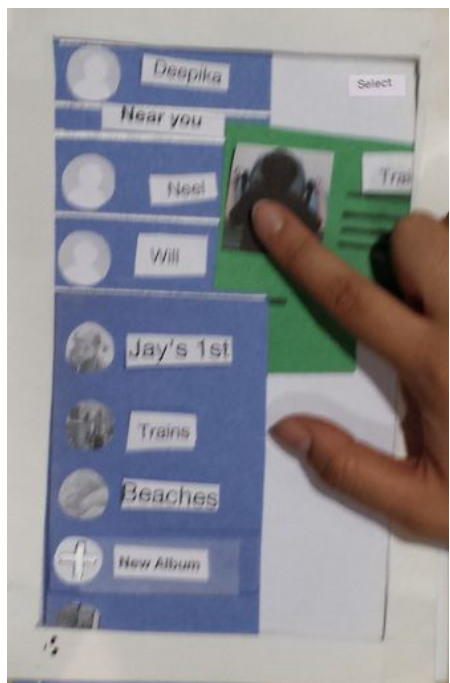 Deepika
Select
Near you
Neel
Will
Jay's 1st
Trains
Beaches
New Album